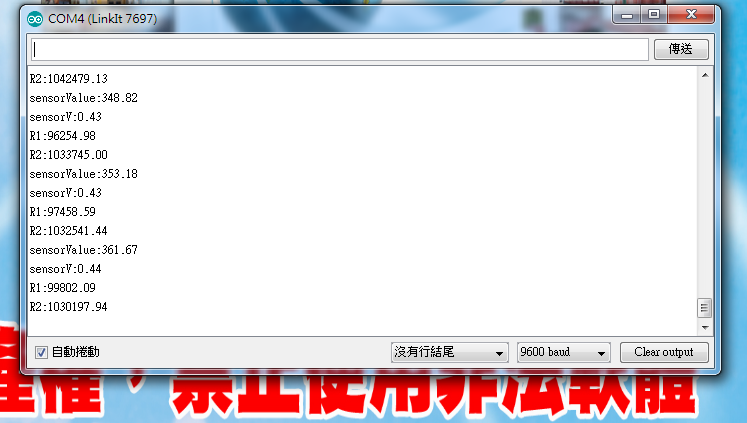 COM4 (LinkIt 7697)
傳送
R2:1042479.13
sensorValue:348.82
sensorV:0.43
R1:96254.98
R2:1033745.00
sensorValue:353.18
sensorV:0.43
R1:97458.59
R2:1032541.44
sensorValue:361.67
sensorV:0.44
R1:99802.09
R2:1030197.94
自動捲動
沒有行結尾
9600 baud
Clear output
權，禁止使用非法軟體